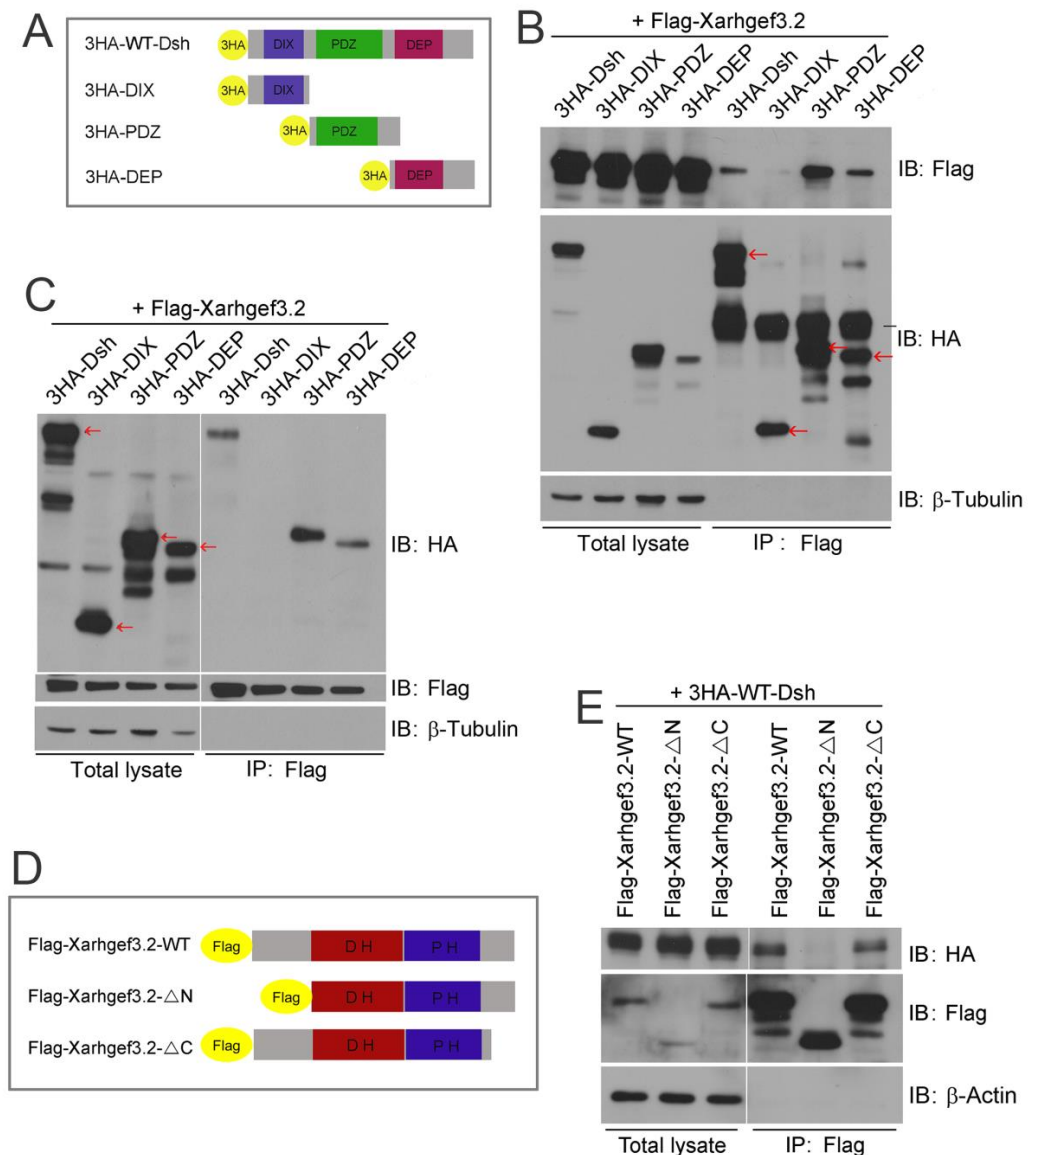 A
3HA-WT-Dsh 3HA DIX PDZ DEP
3HA-DIX 3HA DIX
3HA-PDZ 3HA PDZ
3HA-DEP 3HA DEP
B
+ Flag-Xarhgef3.2
3HA-Dsh 3HA-DIX 3HA-PDZ 3HA-DEP 3HA-Dsh 3HA-DIX 3HA-PDZ 3HA-DEP
IB: Flag
IB: HA
IB: β-Tubulin
Total lysate IP : Flag
C
+ Flag-Xarhgef3.2
3HA-Dsh 3HA-DIX 3HA-PDZ 3HA-DEP 3HA-Dsh 3HA-DIX 3HA-PDZ 3HA-DEP
IB: HA
IB: Flag
IB: β-Tubulin
Total lysate IP: Flag
D
Flag-Xarhgef3.2-WT Flag D H P H
Flag-Xarhgef3.2-△N Flag D H P H
Flag-Xarhgef3.2-△C Flag D H P H
E
+ 3HA-WT-Dsh
Flag-Xarhgef3.2-WT
Flag-Xarhgef3.2-△N
Flag-Xarhgef3.2-△C
Flag-Xarhgef3.2-WT
Flag-Xarhgef3.2-△N
Flag-Xarhgef3.2-△C
IB: HA
IB: Flag
IB: β-Actin
Total lysate IP: Flag